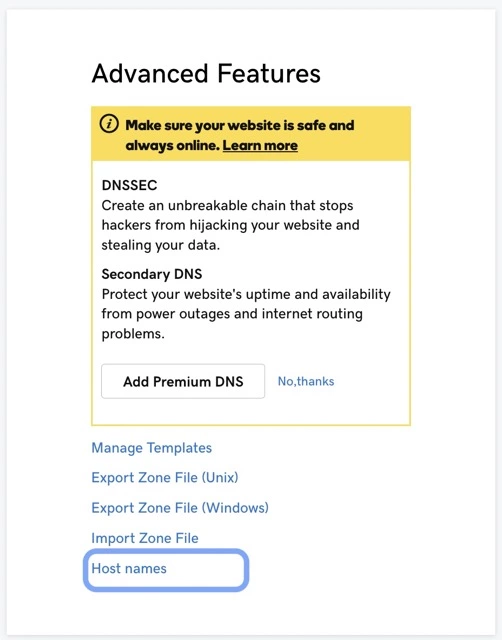 Advanced Features
Make sure your website is safe and
always online. Learn more
DNSSEC
Create an unbreakable chain that stops
hackers from hijacking your website and
stealing your data.
Secondary DNS
Protect your website's uptime and availability
from power outages and internet routing
problems.
Add Premium DNS No,thanks
Manage Templates
Export Zone File (Unix)
Export Zone File (Windows)
Import Zone File
Host names